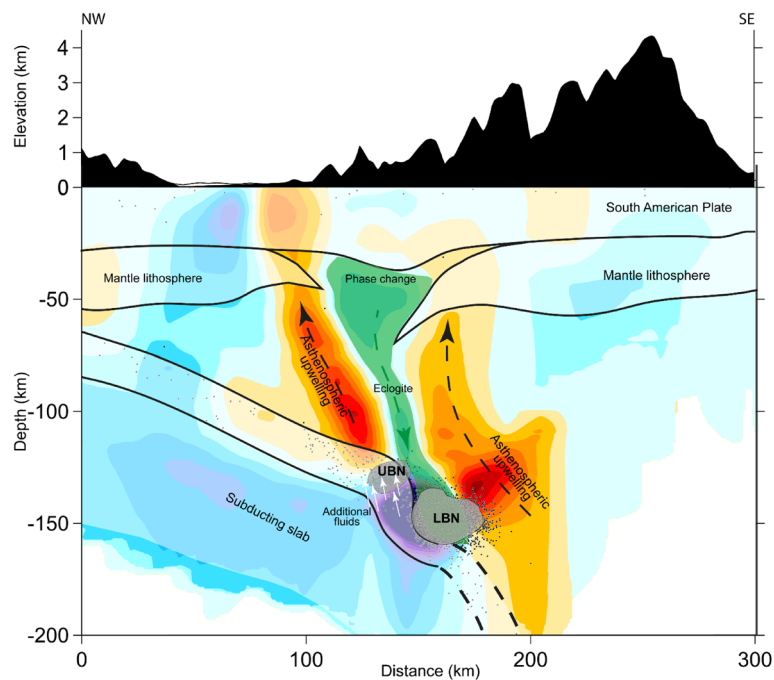 NW
SE
4
3
2
1
0
Elevation (km)
South American Plate
Mantle lithosphere
Phase change
Mantle lithosphere
-50
Asthenospheric
upwelling
Eclogite
-100
Depth (km)
Asthenospheric
upwelling
UBN
Additional
fluids
LBN
Subducting slab
-150
-200
0
100
200
300
Distance (km)